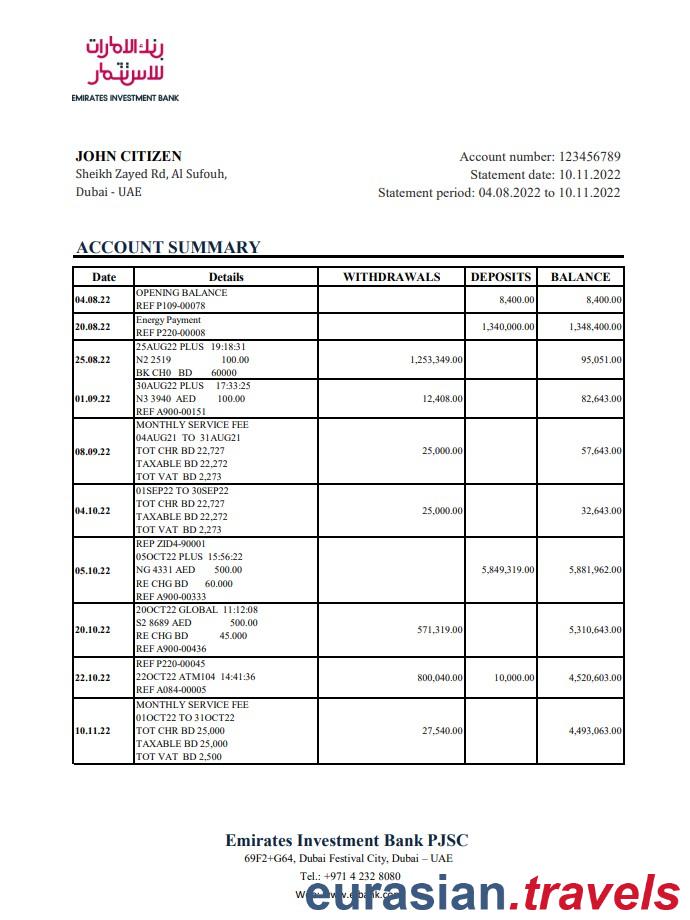 بنك الإمارات
للاستثمار
EMIRATES INVESTMENT BANK
JOHN CITIZEN
Sheikh Zayed Rd, Al Sufouh,
Dubai - UAE
Account number: 123456789
Statement date: 10.11.2022
Statement period: 04.08.2022 to 10.11.2022
ACCOUNT SUMMARY
Date Details WITHDRAWALS DEPOSITS BALANCE
04.08.22 OPENING BALANCE 8,400.00 8,400.00
REF P109-00078
20.08.22 Energy Payment 1,340,000.00 1,348,400.00
REF P220-00008
25AUG22 PLUS 19:18:31
25.08.22 N2 2519 100.00 1,253,349.00 95,051.00
BK CH0 BD 60000
30AUG22 PLUS 17:33:25
01.09.22 N3 3940 AED 100.00 12,408.00 82,643.00
REF A900-00151
MONTHLY SERVICE FEE
04AUG21 TO 31AUG21
08.09.22 TOT CHR BD 22,727 25,000.00 57,643.00
TAXABLE BD 22,272
TOT VAT BD 2,273
01SEP22 TO 30SEP22
04.10.22 TOT CHR BD 22,727 25,000.00 32,643.00
TAXABLE BD 22,272
TOT VAT BD 2,273
REP ZID4-90001
05OCT22 PLUS 15:56:22
05.10.22 NG 4331 AED 500.00 5,849,319.00 5,881,962.00
RE CHG BD 60.000
REF A900-00333
20OCT22 GLOBAL 11:12:08
20.10.22 S2 8689 AED 500.00 571,319.00 5,310,643.00
RE CHG BD 45.000
REF A900-00436
REF P220-00045
22.10.22 22OCT22 ATM104 14:41:36 800,040.00 10,000.00 4,520,603.00
REF A084-00005
MONTHLY SERVICE FEE
01OCT22 TO 31OCT22
10.11.22 TOT CHR BD 25,000 27,540.00 4,493,063.00
TAXABLE BD 25,000
TOT VAT BD 2,500
Emirates Investment Bank PJSC
69F2+G64, Dubai Festival City, Dubai – UAE
Tel.: +971 4 232 8080
eurasian.travels